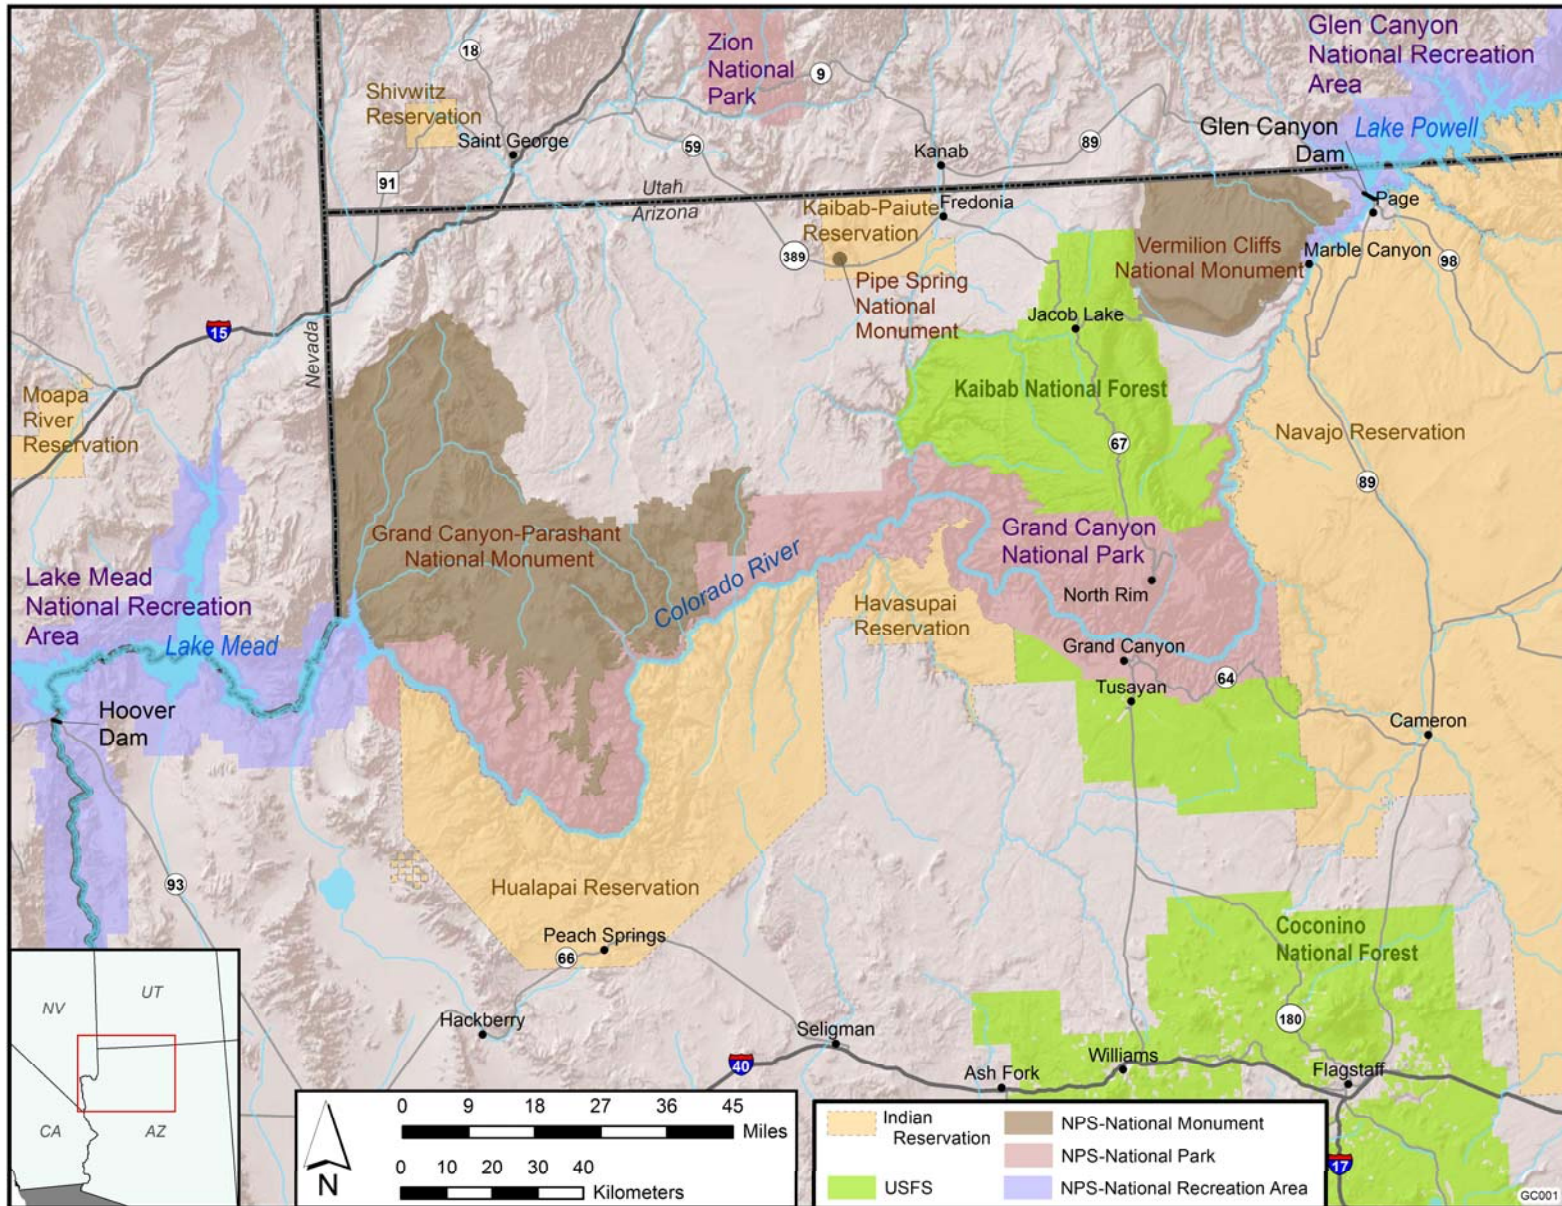 18
Zion
National
Park
9
Glen Canyon
National Recreation
Area
Shivwitz
Reservation
Saint George
59
Kanab
89
Glen Canyon
Dam
Lake Powell
91
Utah
Arizona
Kaibab-Paiute
Reservation
Fredonia
Page
389
Pipe Spring
National
Monument
Vermilion Cliffs
National Monument
Marble Canyon
98
15
Nevada
Jacob Lake
Moapa
River
Reservation
Kaibab National Forest
67
Navajo Reservation
89
Grand Canyon-Parashant
National Monument
Colorado River
Grand Canyon
National Park
North Rim
Lake Mead
National Recreation
Area
Lake Mead
Havasupai
Reservation
Grand Canyon
64
Tusayan
Cameron
Hoover
Dam
93
Hualapai Reservation
Peach Springs
66
Coconino
National Forest
180
Hackberry
Seligman
40
Ash Fork
Williams
Flagstaff
17
NV
UT
CA
AZ
N
0 9 18 27 36 45
Miles
0 10 20 30 40
Kilometers
Indian
Reservation
USFS
NPS-National Monument
NPS-National Park
NPS-National Recreation Area
GC001